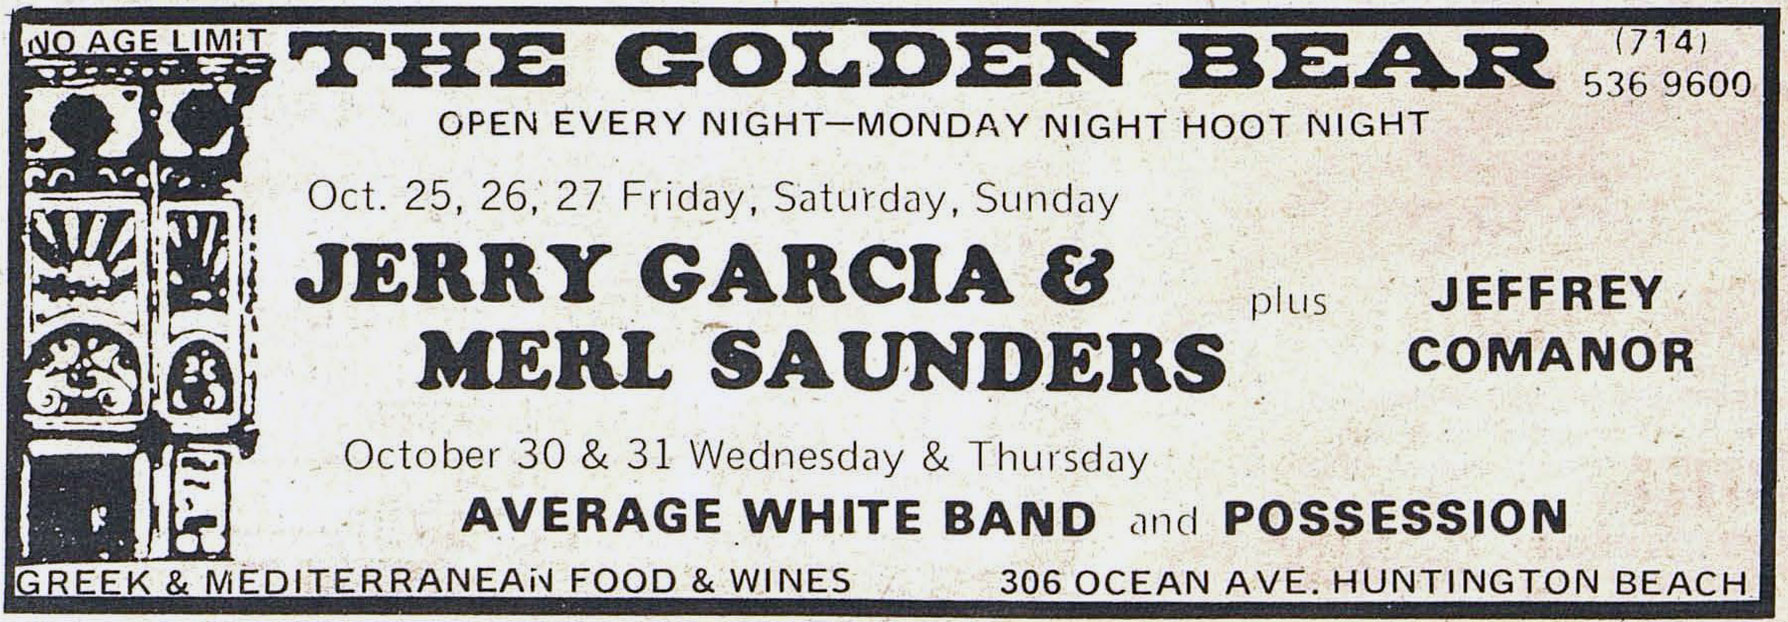 NO AGE LIMIT
THE GOLDEN BEAR
(714)
536 9600
OPEN EVERY NIGHT—MONDAY NIGHT HOOT NIGHT
Oct. 25, 26, 27 Friday, Saturday, Sunday
JERRY GARCIA &
MERL SAUNDERS
plus
JEFFREY
COMANOR
October 30 & 31 Wednesday & Thursday
AVERAGE WHITE BAND and POSSESSION
GREEK & MEDITERRANEAN FOOD & WINES
306 OCEAN AVE. HUNTINGTON BEACH